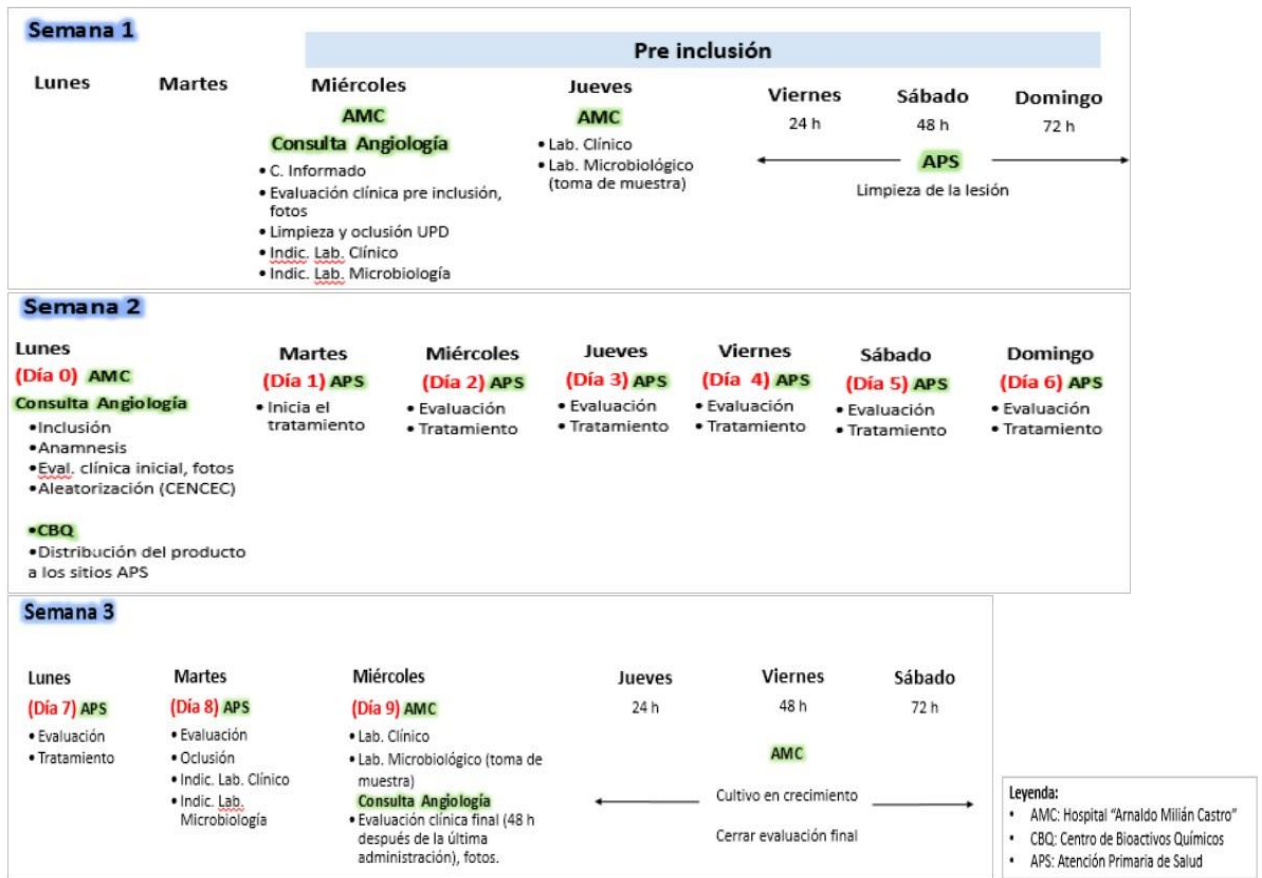 Semana 1
Pre inclusión
Lunes
Martes
Miércoles
AMC
Consulta Angiología
• C. Informado
• Evaluación clínica pre inclusión,
fotos
• Limpieza y oclusión UPD
• Indic. Lab. Clínico
• Indic. Lab. Microbiología
Jueves
AMC
• Lab. Clínico
• Lab. Microbiológico
(toma de muestra)
Viernes
24 h
Sábado
48 h
Domingo
72 h
APS
Limpieza de la lesión
Semana 2
Lunes
(Día 0) AMC
Consulta Angiología
•Inclusión
•Anamnesis
•Eval. clínica inicial, fotos
•Aleatorización (CENCEC)
•CBQ
•Distribución del producto
a los sitios APS
Martes
(Día 1) APS
• Inicia el
tratamiento
Miércoles
(Día 2) APS
• Evaluación
• Tratamiento
Jueves
(Día 3) APS
• Evaluación
• Tratamiento
Viernes
(Día 4) APS
• Evaluación
• Tratamiento
Sábado
(Día 5) APS
• Evaluación
• Tratamiento
Domingo
(Día 6) APS
• Evaluación
• Tratamiento
Semana 3
Lunes
(Día 7) APS
• Evaluación
• Tratamiento
Martes
(Día 8) APS
• Evaluación
• Oclusión
• Indic. Lab. Clínico
• Indic. Lab.
Microbiología
Miércoles
(Día 9) AMC
• Lab. Clínico
• Lab. Microbiológico (toma de
muestra)
Consulta Angiología
• Evaluación clínica final (48 h
después de la última
administración), fotos.
Jueves
24 h
Viernes
48 h
Sábado
72 h
AMC
Cultivo en crecimiento
Cerrar evaluación final
Leyenda:
• AMC: Hospital “Arnaldo Milián Castro”
• CBQ: Centro de Bioactivos Químicos
• APS: Atención Primaria de Salud